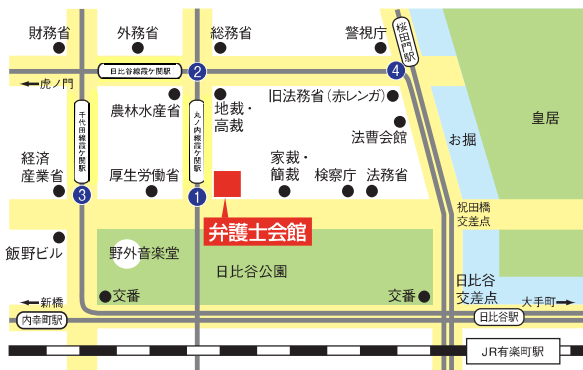 財務省
外務省
総務省
警視庁
桜田門駅
日比谷線霞ケ関駅
2
4
虎ノ門
農林水産省
地裁・
高裁
旧法務省(赤レンガ)
皇居
千代田線霞ケ関駅
丸ノ内線霞ケ関駅
法曹会館
お掘
経済
産業省
厚生労働省
家裁・
簡裁
検察庁
法務省
3
1
祝田橋
交差点
弁護士会館
飯野ビル
野外音楽堂
日比谷公園
日比谷
交差点
交番
交番
新橋
大手町
内幸町駅
日比谷駅
JR有楽町駅